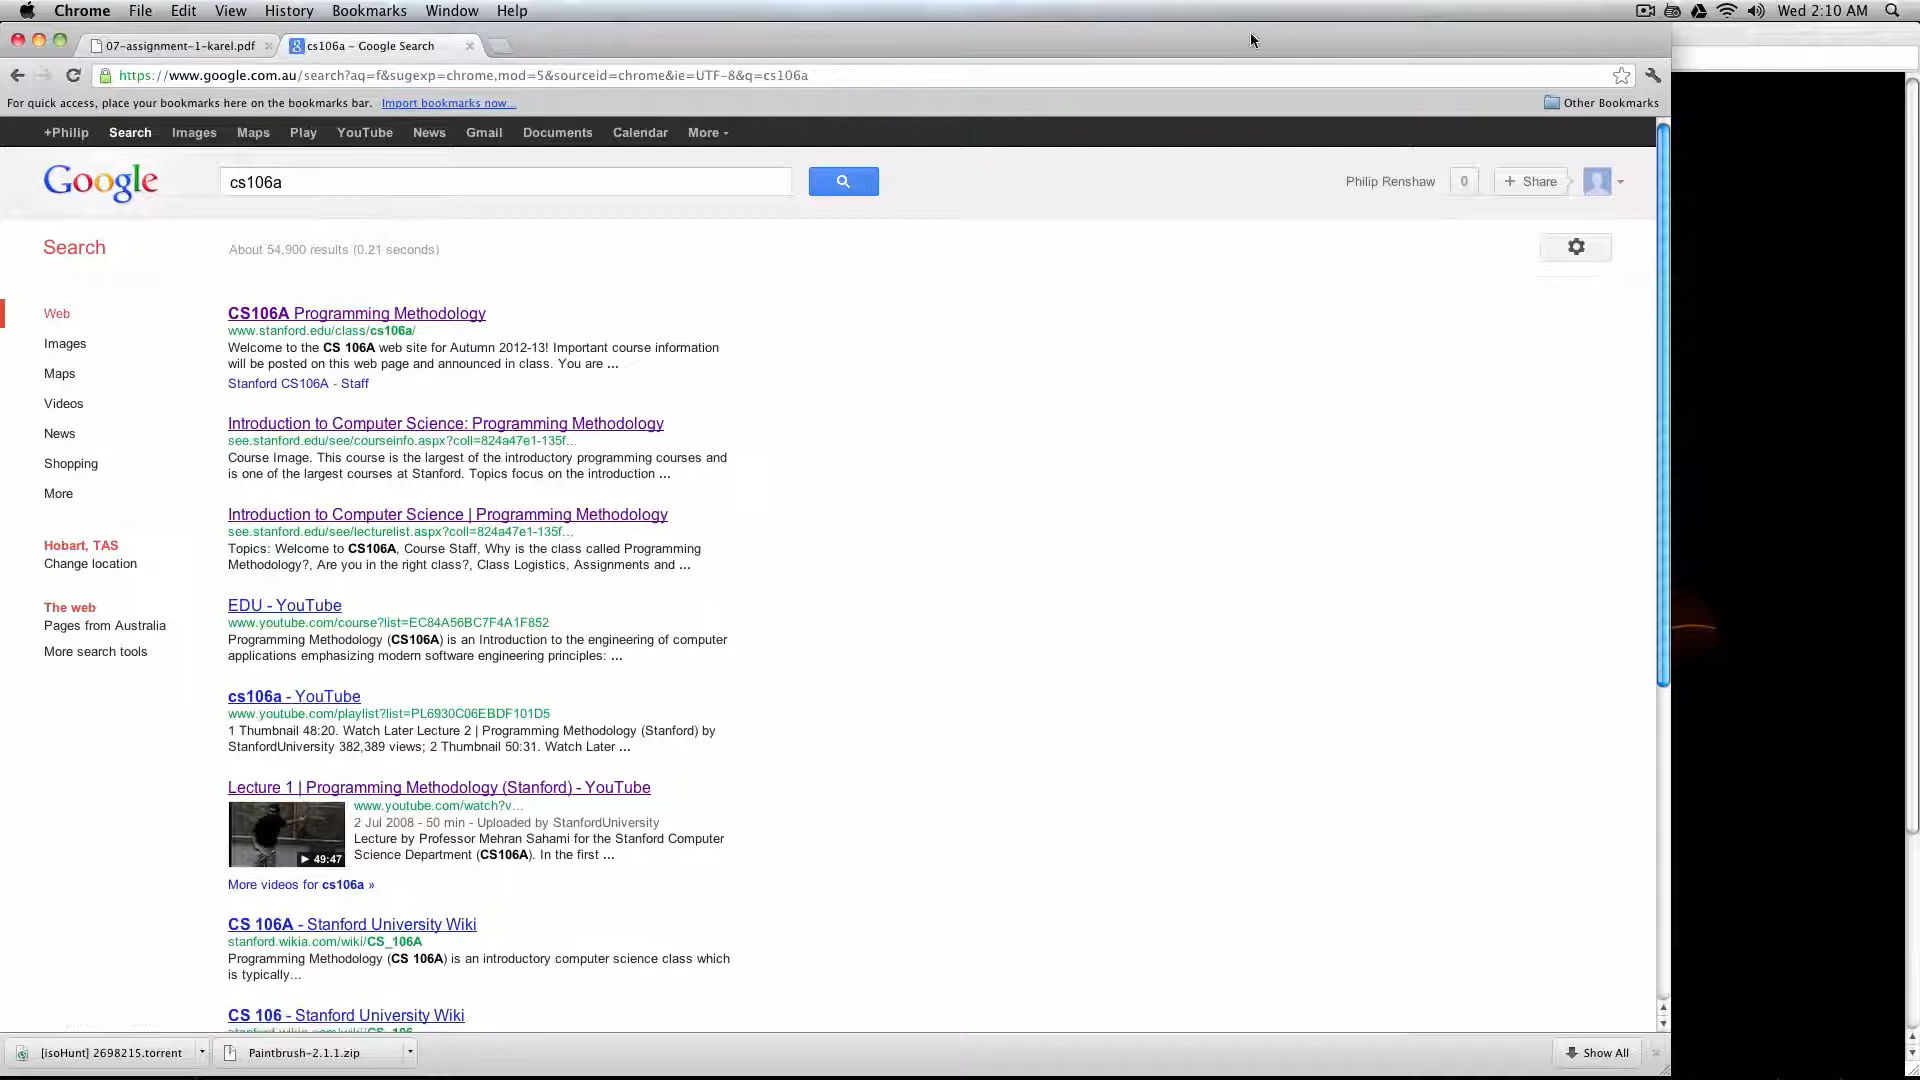 Chrome File Edit View History Bookmarks Window Help Wed 2:10 AM
07-assignment-1-karel.pdf cs106a - Google Search
https://www.google.com.au/search?aq=f&sugexp=chrome,mod=5&sourceid=chrome&ie=UTF-8&q=cs106a
For quick access, place your bookmarks here on the bookmarks bar. Import bookmarks now... Other Bookmarks
+Philip Search Images Maps Play YouTube News Gmail Documents Calendar More
Google cs106a Philip Renshaw 0 + Share
Search About 54,900 results (0.21 seconds)
Web
Images
Maps
Videos
News
Shopping
More
Hobart, TAS
Change location
The web
Pages from Australia
More search tools
CS106A Programming Methodology
www.stanford.edu/class/cs106a/
Welcome to the CS 106A web site for Autumn 2012-13! Important course information
will be posted on this web page and announced in class. You are ...
Stanford CS106A - Staff
Introduction to Computer Science: Programming Methodology
see.stanford.edu/see/courseinfo.aspx?coll=824a47e1-135f...
Course Image. This course is the largest of the introductory programming courses and
is one of the largest courses at Stanford. Topics focus on the introduction ...
Introduction to Computer Science | Programming Methodology
see.stanford.edu/see/lecturelist.aspx?coll=824a47e1-135f...
Topics: Welcome to CS106A, Course Staff, Why is the class called Programming
Methodology?, Are you in the right class?, Class Logistics, Assignments and ...
EDU - YouTube
www.youtube.com/course?list=EC84A56BC7F4A1F852
Programming Methodology (CS106A) is an Introduction to the engineering of computer
applications emphasizing modern software engineering principles: ...
cs106a - YouTube
www.youtube.com/playlist?list=PL6930C06EBDF101D5
1 Thumbnail 48:20. Watch Later Lecture 2 | Programming Methodology (Stanford) by
StanfordUniversity 382,389 views; 2 Thumbnail 50:31. Watch Later ...
Lecture 1 | Programming Methodology (Stanford) - YouTube
www.youtube.com/watch?v...
2 Jul 2008 - 50 min - Uploaded by StanfordUniversity
Lecture by Professor Mehran Sahami for the Stanford Computer
Science Department (CS106A). In the first ...
49:47
More videos for cs106a »
CS 106A - Stanford University Wiki
stanford.wikia.com/wiki/CS_106A
Programming Methodology (CS 106A) is an introductory computer science class which
is typically...
CS 106 - Stanford University Wiki
stanford.wikia.com/wiki/CS_106
[isoHunt] 2698215.torrent Paintbrush-2.1.1.zip Show All